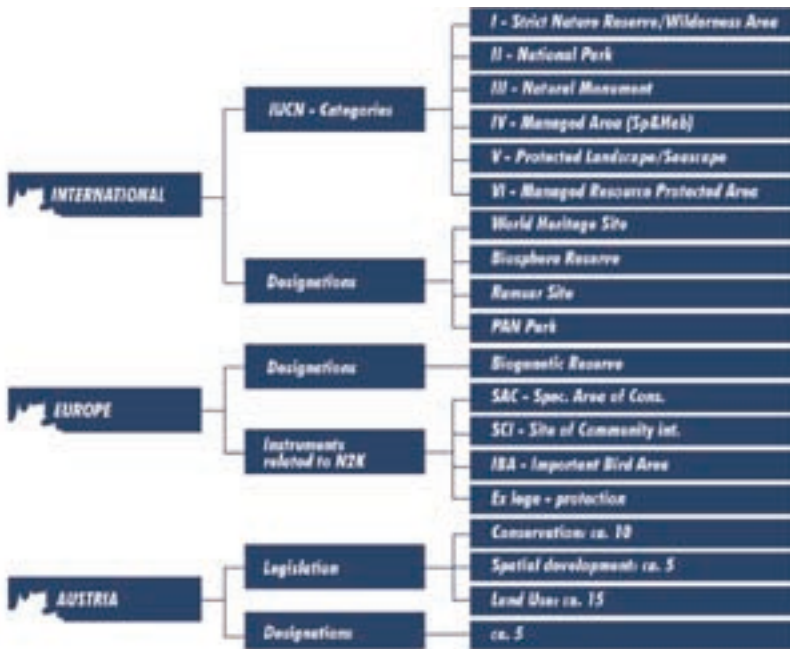 I - Strict Nature Reserve/Wilderness Area
II - National Park
III - Natural Monument
IUCN - Categories
IV - Managed Area (Sp&Hab)
V - Protected Landscape/Seascape
VI - Managed Resource Protected Area
INTERNATIONAL
World Heritage Site
Biosphere Reserve
Designations
Ramsar Site
PAN Park
Designations
Biogenetic Reserve
EUROPE
SAC - Spec. Area of Cons.
SCI - Site of Community int.
Instruments
related to N2K
IBA - Important Bird Area
Ex lege - protection
Conservation: ca. 10
Legislation
Spatial development: ca. 5
Land Use: ca. 15
AUSTRIA
Designations
ca. 5